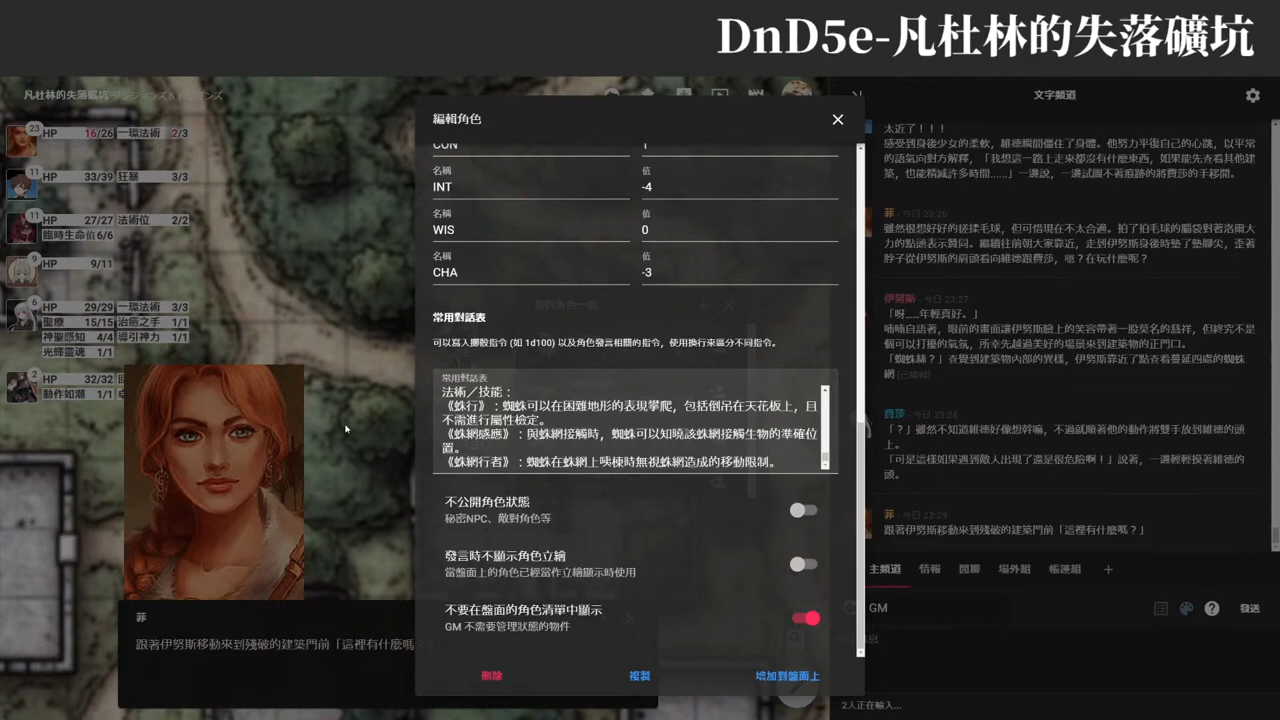 DnD5e-凡杜林的失落礦坑
凡杜林的失落礦坑
23
HP 16/26 一環法術 2/3
11
HP 33/39 狂暴 3/3
11
HP 27/27 法術位 2/2
臨時生命值6/6
9
HP 9/11
6
HP 29/29 一環法術 3/3
聖療 15/15 治癒之手 1/1
神聖感知 4/4 導引神力 1/1
光輝靈魂 1/1
2
HP 32/32
動作如潮 1/1
菲
跟著伊努斯移動來到殘破的建築門前「這裡有什麼嗎
編輯角色
CON 1
名稱 值
INT -4
名稱 值
WIS 0
名稱 值
CHA -3
常用對話表
可以寫入擲骰指令 (如 1d100) 以及角色發言相關的指令，使用換行來區分不同指令。
常用對話表
法術／技能：
《蛛行》：蜘蛛可以在困難地形的表現攀爬，包括倒吊在天花板上，且
不需進行屬性檢定。
《蛛網感應》：與蛛網接觸時，蜘蛛可以知曉該蛛網接觸生物的準確位
置。
《蛛網行者》：蜘蛛在蛛網上咦棟時無視蛛網造成的移動限制。
不公開角色狀態
秘密NPC、敵對角色等
發言時不顯示角色立繪
當盤面上的角色已經當作立繪顯示時使用
不要在盤面的角色清單中顯示
GM 不需要管理狀態的物件
刪除 複製 增加到盤面上
文字頻道
太近了！！！
感受到身後少女的柔軟，維德瞬間僵住了身體。他努力平復自己的心跳，以平常
的語氣向對方解釋，「我想這一路上走來都沒有什麼東西，如果能先查看其他建
築，也能精減許多時間......」一邊說，一邊試圖不著痕跡的將費莎的手移開。
菲 - 今日 23:26
雖然很想好好的搓揉毛球，但可惜現在不太合適。拍了拍毛球的腦袋對著洛爾大
力的點頭表示贊同。繼續往前朝大家靠近，走到伊努斯身後時墊了墊腳尖，歪著
脖子從伊努斯的肩頭看向維德跟費莎，嗯？在玩什麼呢？
伊努斯 - 今日 23:27
「呀__年輕真好。」
喃喃自語著，眼前的畫面讓伊努斯臉上的笑容帶著一股莫名的慈祥，但終究不是
個可以打擾的氣氛，所幸先越過美好的場景來到建築物的正門口。
「蜘蛛絲？」查覺到建築物內部的異樣，伊努斯靠近了點查看蔓延四處的蜘蛛
網 [已編輯]
費莎 - 今日 23:28
「？」雖然不知道維德好像想幹嘛，不過就順著他的動作將雙手放到維德的頭
上。
「可是這樣如果遇到敵人出現了還是很危險啊！」說著，一邊輕輕摸著維德的
頭。
菲 - 今日 23:29
跟著伊努斯移動來到殘破的建築門前「這裡有什麼嗎？」
主頻道 情報 閒聊 場外組 帳連組 +
GM 發送
2人正在輸入...